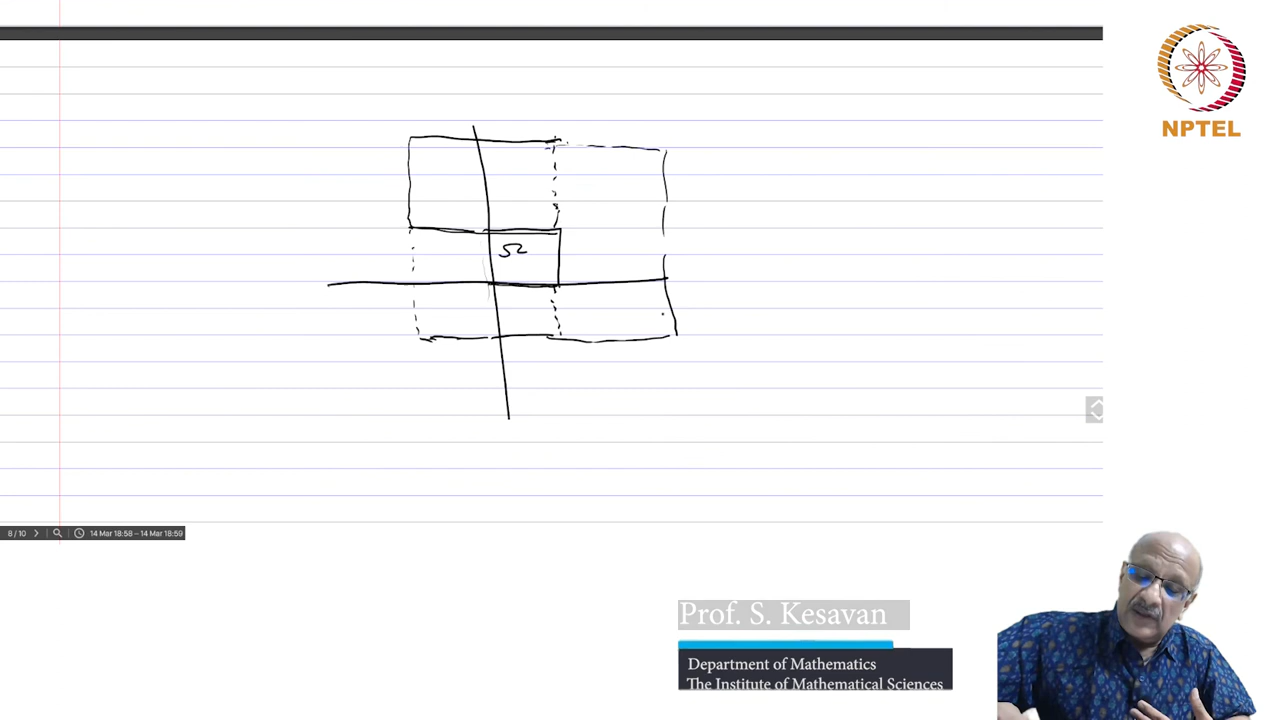 NPTEL
Ω
8 / 10
14 Mar 18:58 – 14 Mar 18:59
Prof. S. Kesavan
Department of Mathematics
The Institute of Mathematical Sciences